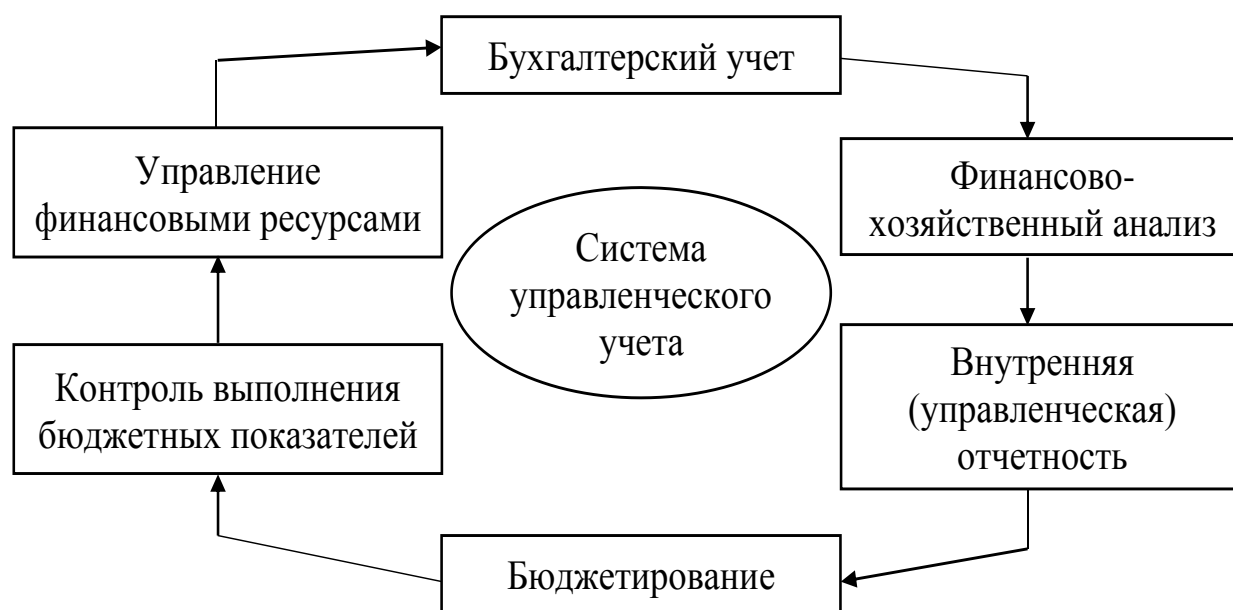 Бухгалтерский учет
Управление
финансовыми ресурсами
Финансово-
хозяйственный анализ
Система
управленческого
учета
Контроль выполнения
бюджетных показателей
Внутренняя
(управленческая)
отчетность
Бюджетирование